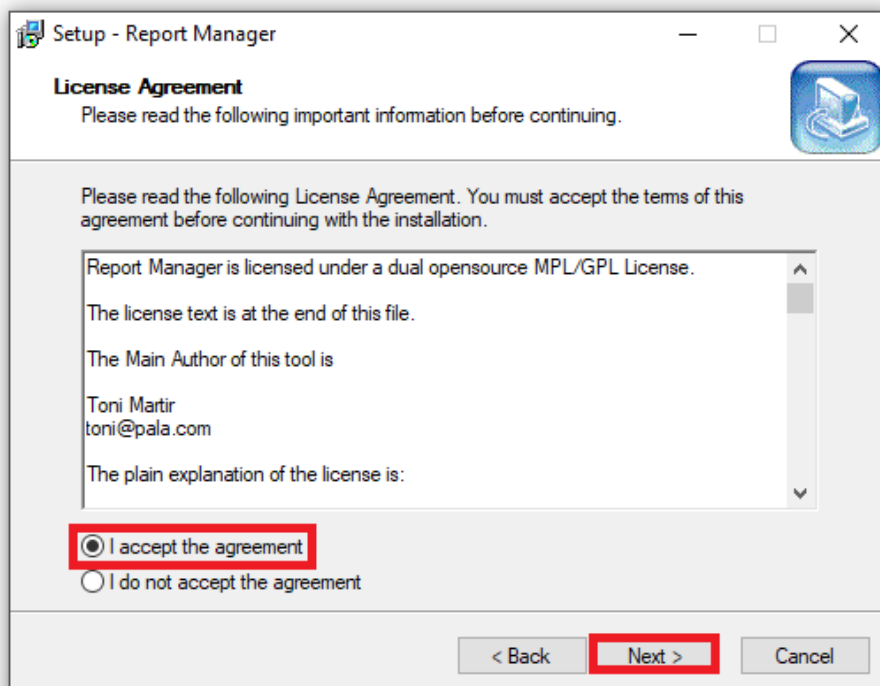 Setup - Report Manager
License Agreement
Please read the following important information before continuing.
Please read the following License Agreement. You must accept the terms of this
agreement before continuing with the installation.
Report Manager is licensed under a dual opensource MPL/GPL License.
The license text is at the end of this file.
The Main Author of this tool is
Toni Martir
toni@pala.com
The plain explanation of the license is:
I accept the agreement
I do not accept the agreement
< Back
Next >
Cancel